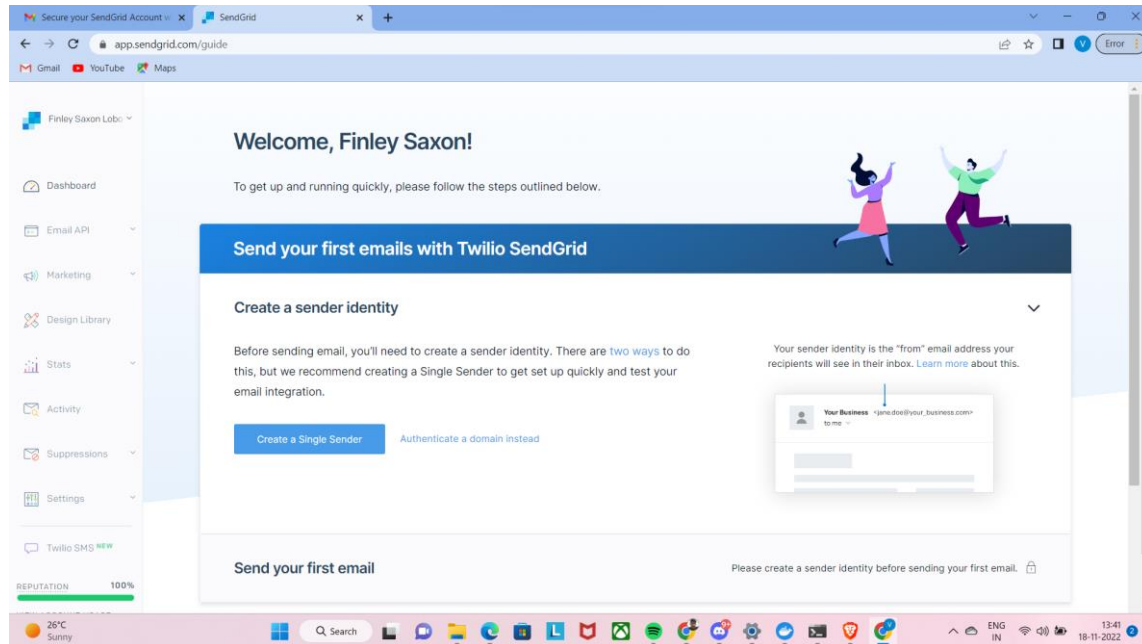 Secure your SendGrid Account
SendGrid
app.sendgrid.com/guide
Error
Gmail YouTube Maps
Finley Saxon Lobo
Welcome, Finley Saxon!
To get up and running quickly, please follow the steps outlined below.
Dashboard
Email API
Marketing
Design Library
Stats
Activity
Suppressions
Settings
Twilio SMS NEW
REPUTATION 100%
Send your first emails with Twilio SendGrid
Create a sender identity
Before sending email, you'll need to create a sender identity. There are two ways to do
this, but we recommend creating a Single Sender to get set up quickly and test your
email integration.
Create a Single Sender
Authenticate a domain instead
Your sender identity is the "from" email address your
recipients will see in their inbox. Learn more about this.
Your Business <jane.doe@your_business.com>
to me
Send your first email
Please create a sender identity before sending your first email.
26°C
Sunny
Search
ENG
IN
13:41
18-11-2022